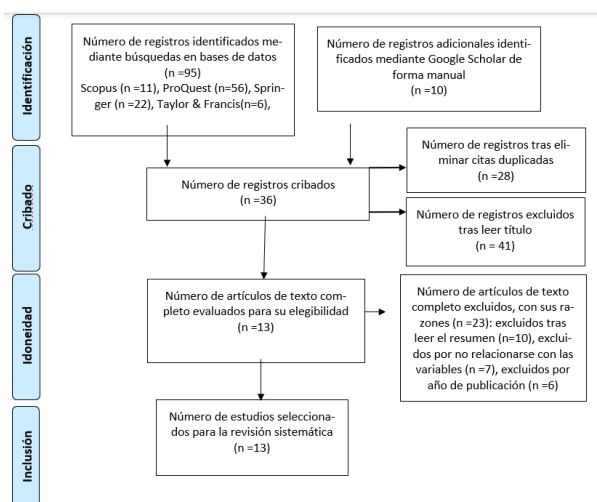 Identificación
Número de registros identificados me-
diante búsquedas en bases de datos
(n =95)
Scopus (n =11), ProQuest (n=56), Sprin-
ger (n =22), Taylor & Francis(n=6),
Número de registros adicionales identi-
ficados mediante Google Scholar de
forma manual
(n =10)
Cribado
Número de registros tras eli-
minar citas duplicadas
(n =28)
Número de registros cribados
(n =36)
Número de registros excluidos
tras leer título
(n = 41)
Idoneidad
Número de artículos de texto com-
pleto evaluados para su elegibilidad
(n =13)
Número de artículos de texto
completo excluidos, con sus ra-
zones (n =23): excluidos tras
leer el resumen (n=10), exclui-
dos por no relacionarse con las
variables (n =7), excluidos por
año de publicación (n =6)
Inclusión
Número de estudios selecciona-
dos para la revisión sistemática
(n =13)